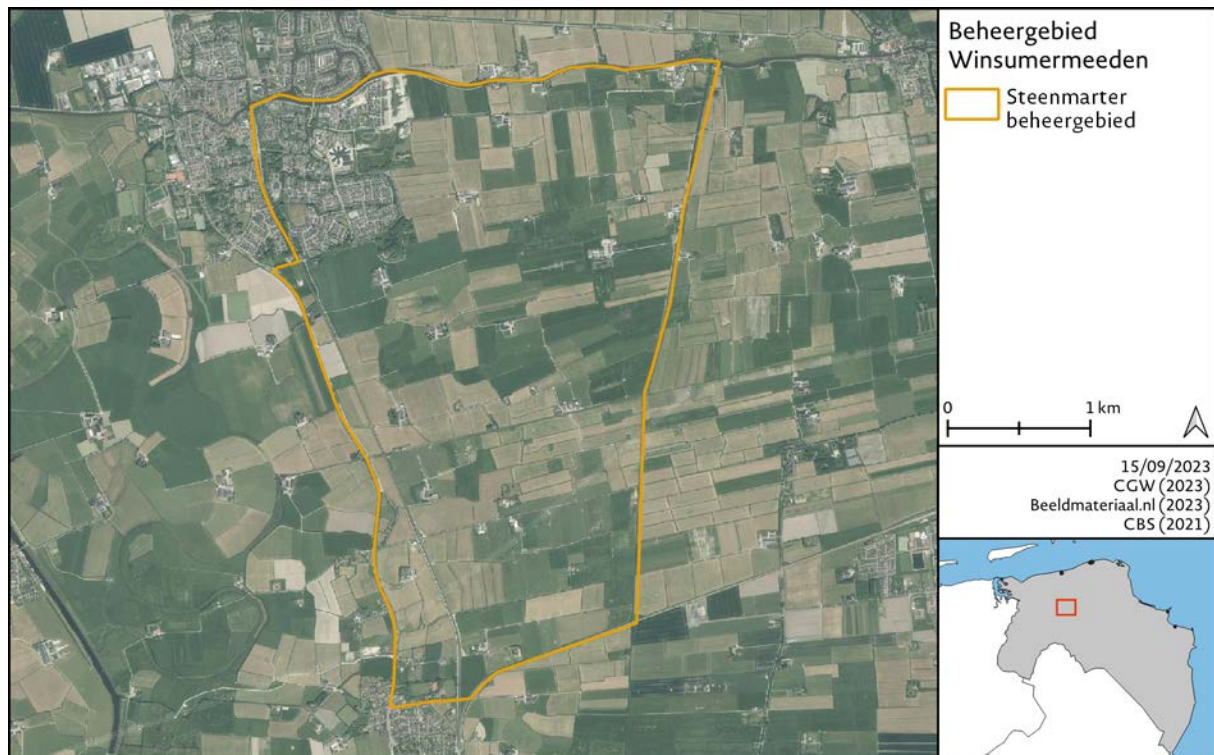 Beheergebied
Winsumermeeden
Steenmarter
beheergebied
0
1 km
15/09/2023
CGW (2023)
Beeldmateriaal.nl (2023)
CBS (2021)